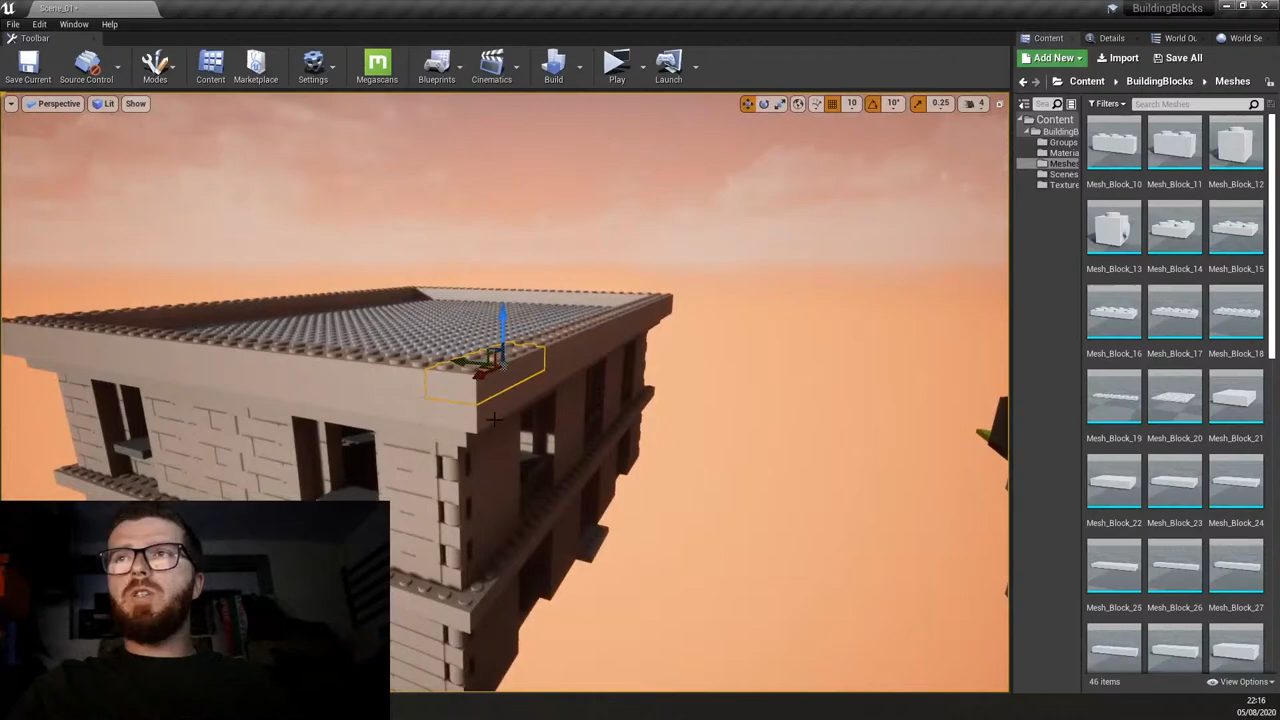 Scene_01*
BuildingBlocks
File Edit Window Help
Toolbar
Content Details World Ou World Se
Save Current Source Control Modes Content Marketplace Settings Megascans Blueprints Cinematics Build Play Launch
Add New Import Save All
Content BuildingBlocks Meshes
Perspective Lit Show
10 10° 0.25 4
Sea Filters Search Meshes
Content
BuildingB
Groups
Materia
Meshes
Scenes
Texture
Mesh_Block_10 Mesh_Block_11 Mesh_Block_12
Mesh_Block_13 Mesh_Block_14 Mesh_Block_15
Mesh_Block_16 Mesh_Block_17 Mesh_Block_18
Mesh_Block_19 Mesh_Block_20 Mesh_Block_21
Mesh_Block_22 Mesh_Block_23 Mesh_Block_24
Mesh_Block_25 Mesh_Block_26 Mesh_Block_27
46 items View Options
22:16
05/08/2020